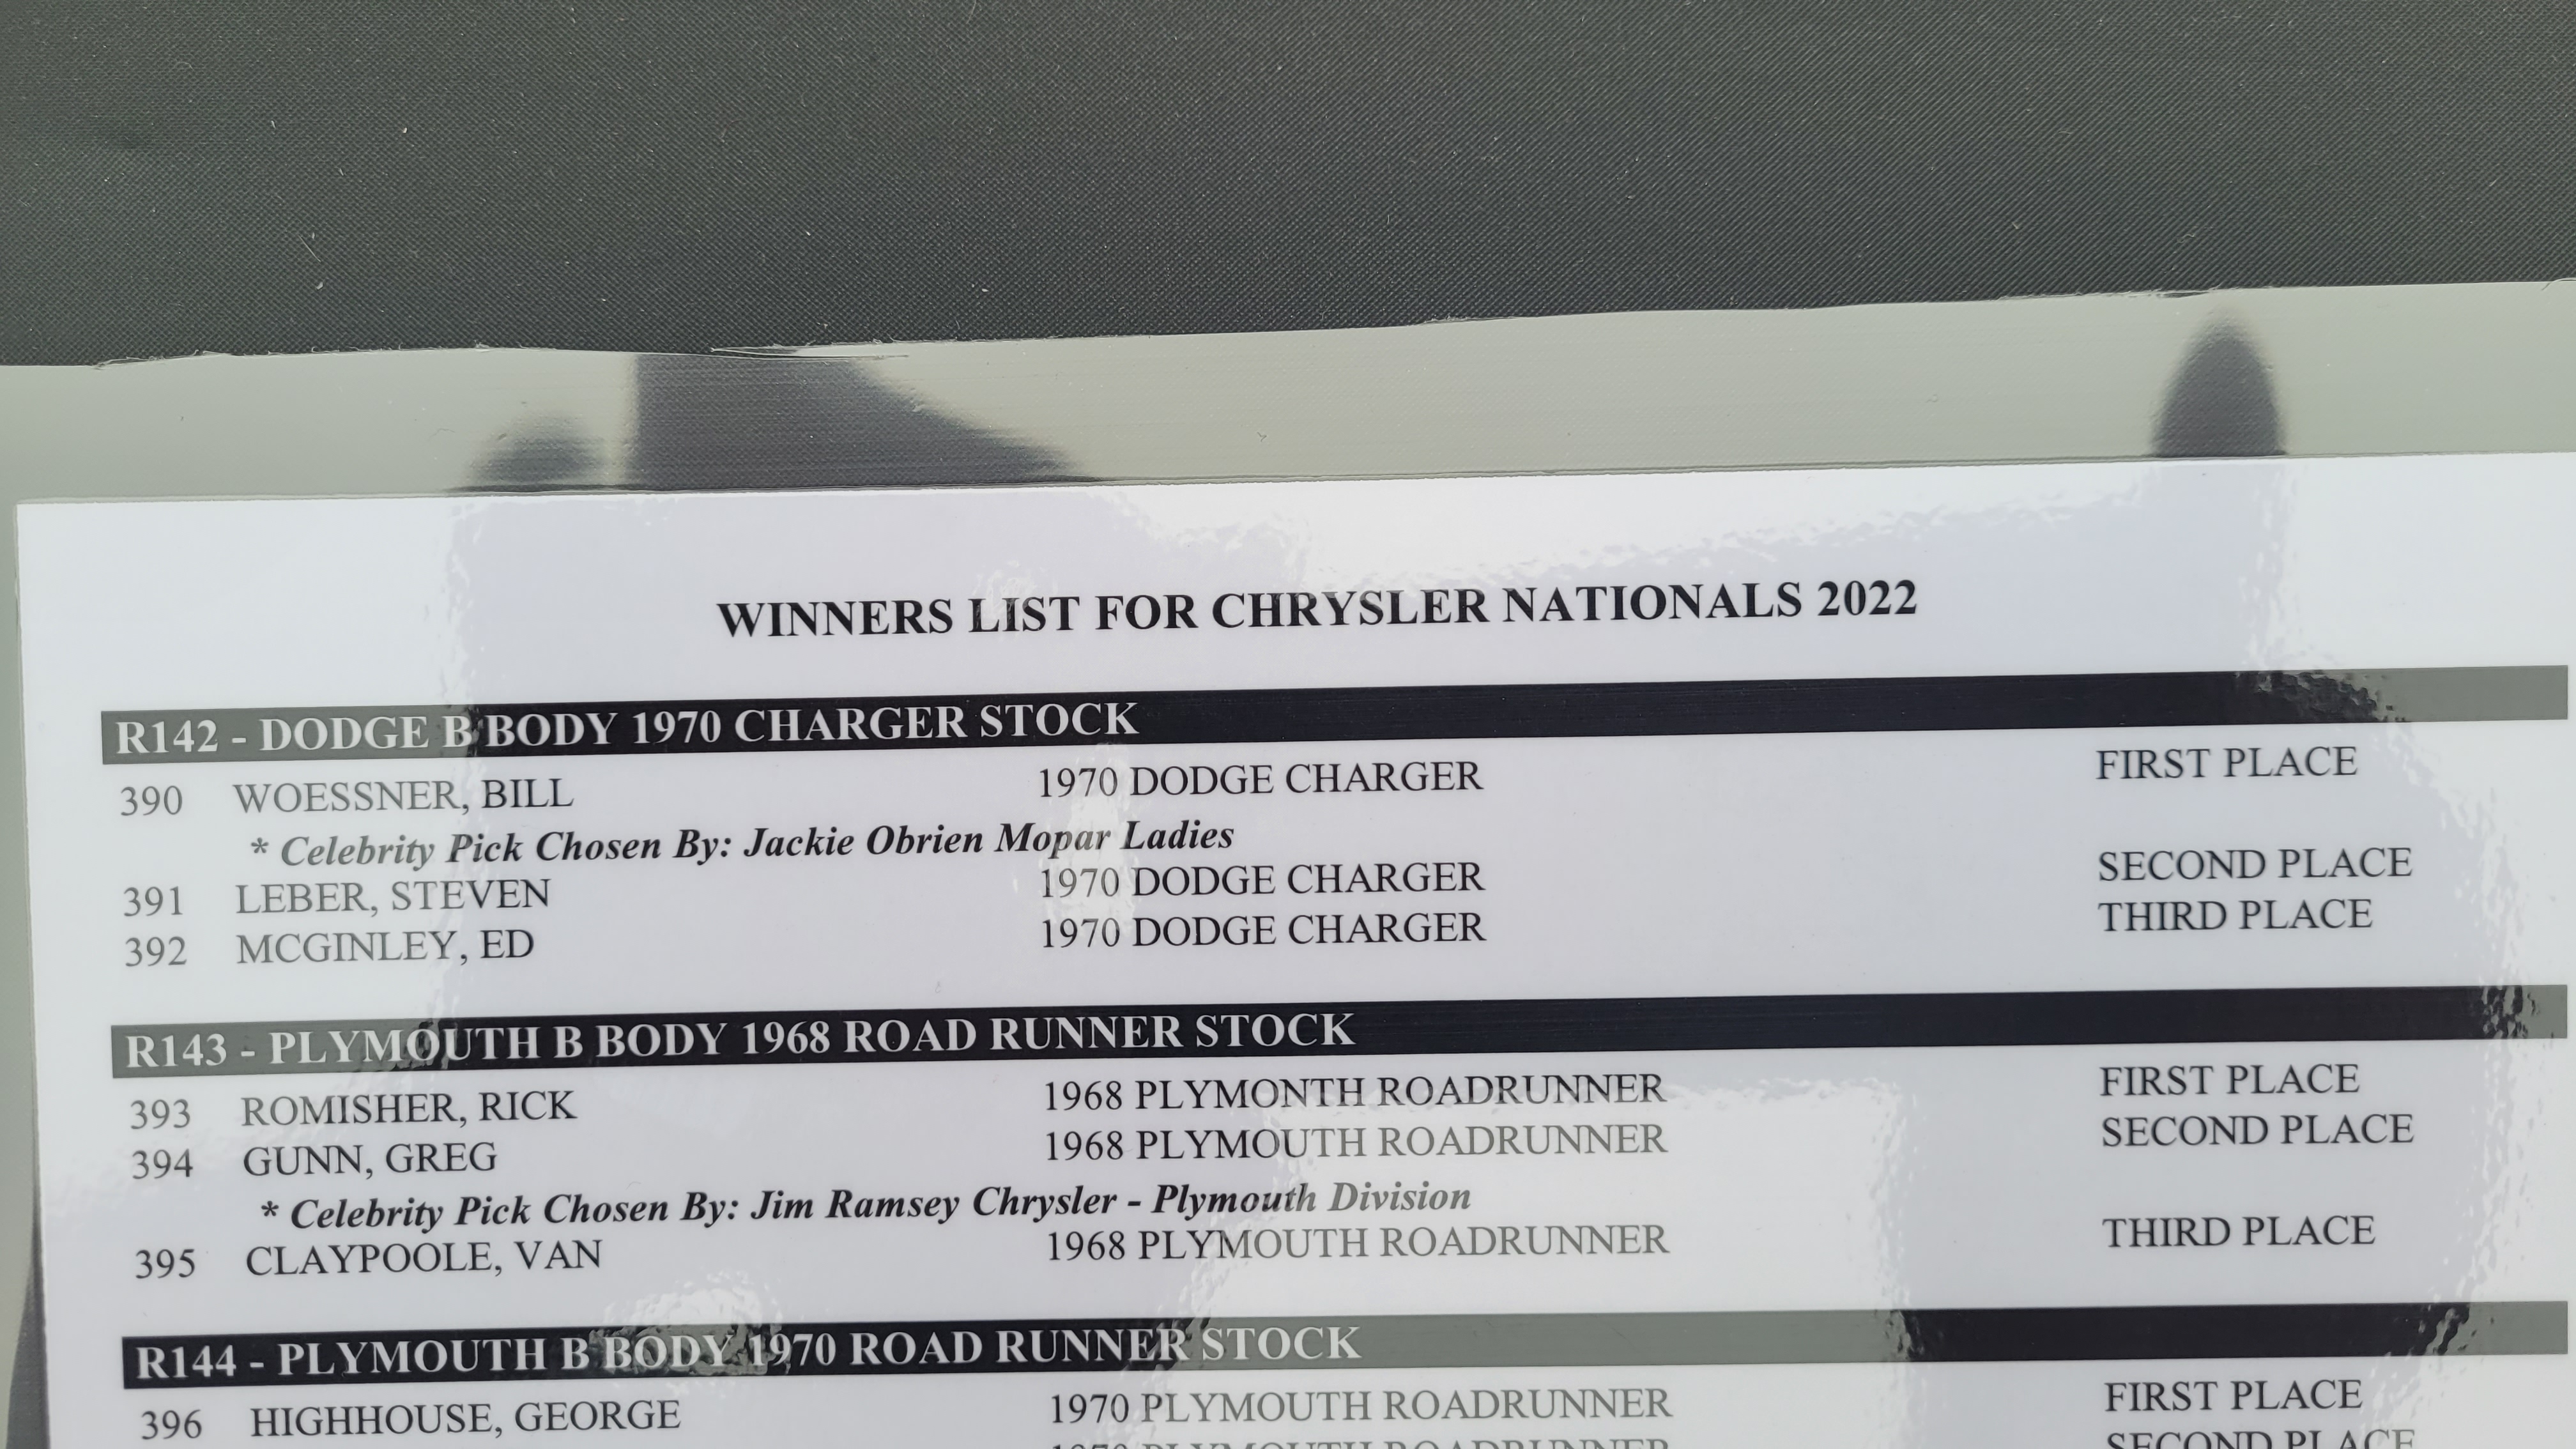 WINNERS LIST FOR CHRYSLER NATIONALS 2022
R142 - DODGE B BODY 1970 CHARGER STOCK
390 WOESSNER, BILL 1970 DODGE CHARGER FIRST PLACE
* Celebrity Pick Chosen By: Jackie Obrien Mopar Ladies
391 LEBER, STEVEN 1970 DODGE CHARGER SECOND PLACE
392 MCGINLEY, ED 1970 DODGE CHARGER THIRD PLACE
R143 - PLYMOUTH B BODY 1968 ROAD RUNNER STOCK
393 ROMISHER, RICK 1968 PLYMONTH ROADRUNNER FIRST PLACE
394 GUNN, GREG 1968 PLYMOUTH ROADRUNNER SECOND PLACE
* Celebrity Pick Chosen By: Jim Ramsey Chrysler - Plymouth Division
395 CLAYPOOLE, VAN 1968 PLYMOUTH ROADRUNNER THIRD PLACE
R144 - PLYMOUTH B BODY 1970 ROAD RUNNER STOCK
396 HIGHHOUSE, GEORGE 1970 PLYMOUTH ROADRUNNER FIRST PLACE
1970 PLYMOUTH ROADRUNNER SECOND PLACE